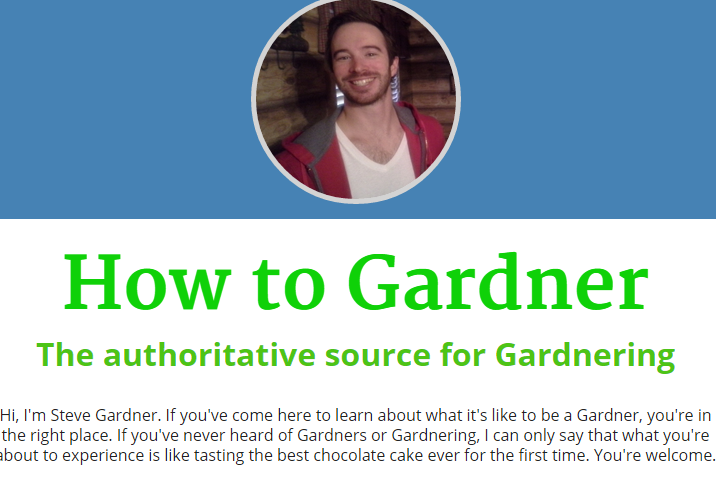 How to Gardner
The authoritative source for Gardnering
Hi, I'm Steve Gardner. If you've come here to learn about what it's like to be a Gardner, you're in
the right place. If you've never heard of Gardners or Gardnering, I can only say that what you're
about to experience is like tasting the best chocolate cake ever for the first time. You're welcome.